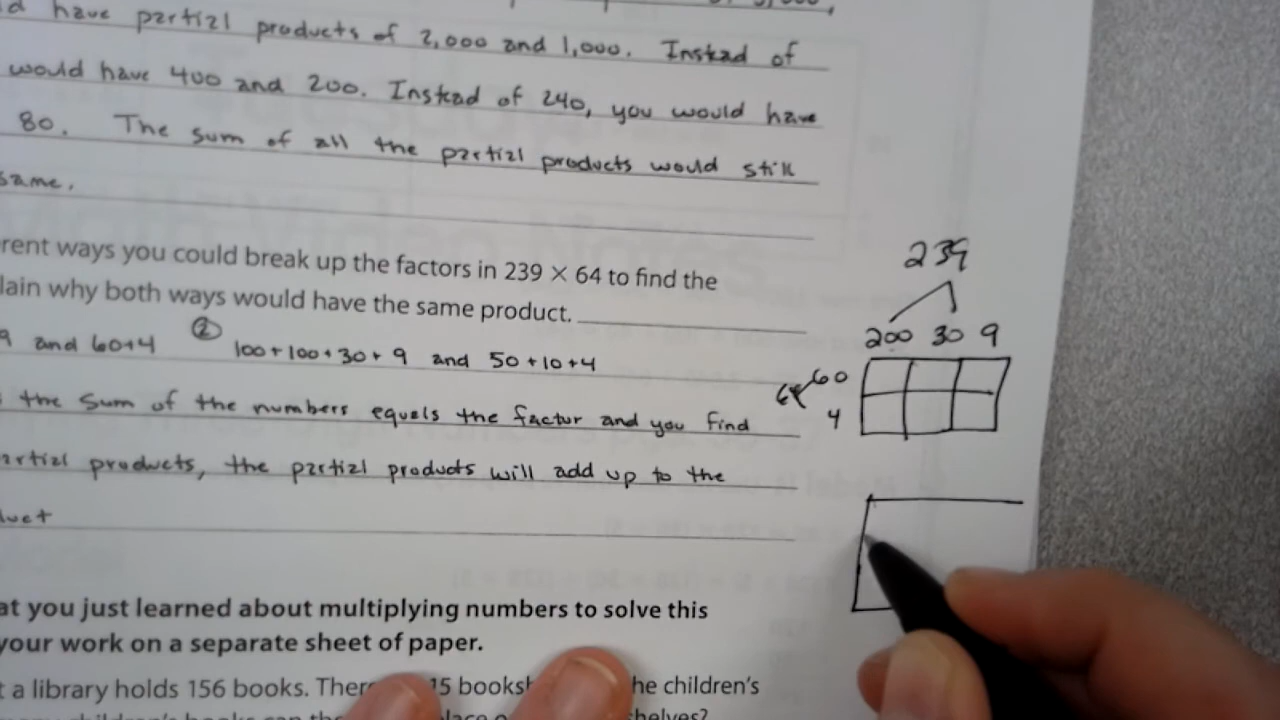 have partial products of 2,000 and 1,000. Instead of
would have 400 and 200. Instead of 240, you would have
80. The sum of all the partial products would still
same.
rent ways you could break up the factors in 239 × 64 to find the
lain why both ways would have the same product.
9 and 60+4 ② 100+100+30+9 and 50+10+4
the sum of the numbers equals the factor and you find
artial products, the partial products will add up to the
duct
239
200 30 9
64 60
4
at you just learned about multiplying numbers to solve this
your work on a separate sheet of paper.
t a library holds 156 books. 15 he children's